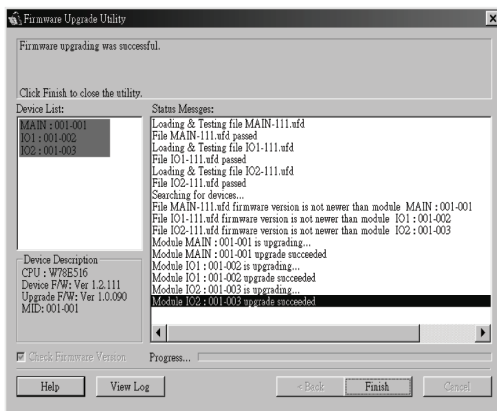 Firmware Upgrade Utility
Firmware upgrading was successful.
Click Finish to close the utility.
Device List:
MAIN : 001-001
IO1 : 001-002
IO2 : 001-003
Status Messges:
Loading & Testing file MAIN-111.ufd
File MAIN-111.ufd passed
Loading & Testing file IO1-111.ufd
File IO1-111.ufd passed
Loading & Testing file IO2-111.ufd
File IO2-111.ufd passed
Searching for devices...
File MAIN-111.ufd firmware version is not newer than module MAIN : 001-001
File IO1-111.ufd firmware version is not newer than module IO1 : 001-002
File IO2-111.ufd firmware version is not newer than module IO2 : 001-003
Module MAIN : 001-001 is upgrading...
Module MAIN : 001-001 upgrade succeeded
Module IO1 : 001-002 is upgrading...
Module IO1 : 001-002 upgrade succeeded
Module IO2 : 001-003 is upgrading...
Module IO2 : 001-003 upgrade succeeded
Device Description
CPU : W78E516
Device F/W: Ver 1.2.111
Upgrade F/W: Ver 1.0.090
MID: 001-001
Check Firmware Version
Progress...
Help
View Log
< Back
Finish
Cancel